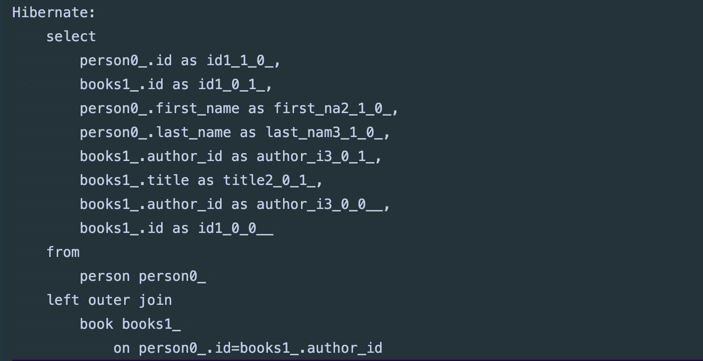 Hibernate:
select
person0_.id as id1_1_0_,
books1_.id as id1_0_1_,
person0_.first_name as first_na2_1_0_,
person0_.last_name as last_nam3_1_0_,
books1_.author_id as author_i3_0_1_,
books1_.title as title2_0_1_,
books1_.author_id as author_i3_0_0__,
books1_.id as id1_0_0__
from
person person0_
left outer join
book books1_
on person0_.id=books1_.author_id